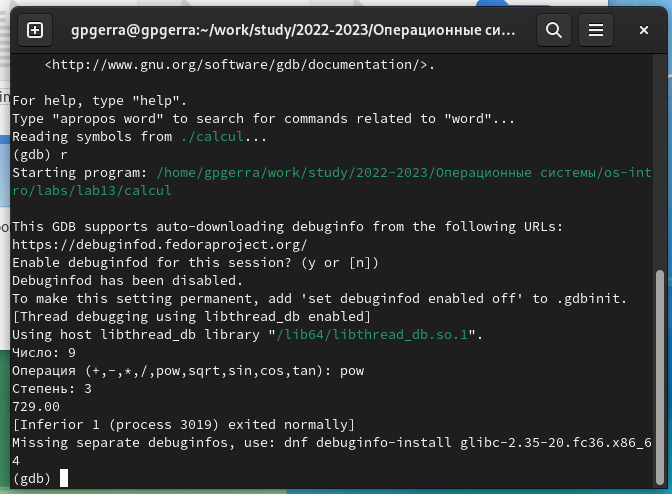 gpgerra@gpgerra:~/work/study/2022-2023/Операционные си...
<http://www.gnu.org/software/gdb/documentation/>.
For help, type "help".
Type "apropos word" to search for commands related to "word"...
Reading symbols from ./calcul...
(gdb) r
Starting program: /home/gpgerra/work/study/2022-2023/Операционные системы/os-int
ro/labs/lab13/calcul
This GDB supports auto-downloading debuginfo from the following URLs:
https://debuginfod.fedoraproject.org/
Enable debuginfod for this session? (y or [n])
Debuginfod has been disabled.
To make this setting permanent, add 'set debuginfod enabled off' to .gdbinit.
[Thread debugging using libthread_db enabled]
Using host libthread_db library "/lib64/libthread_db.so.1".
Число: 9
Операция (+,-,*,/,pow,sqrt,sin,cos,tan): pow
Степень: 3
729.00
[Inferior 1 (process 3019) exited normally]
Missing separate debuginfos, use: dnf debuginfo-install glibc-2.35-20.fc36.x86_6
4
(gdb)